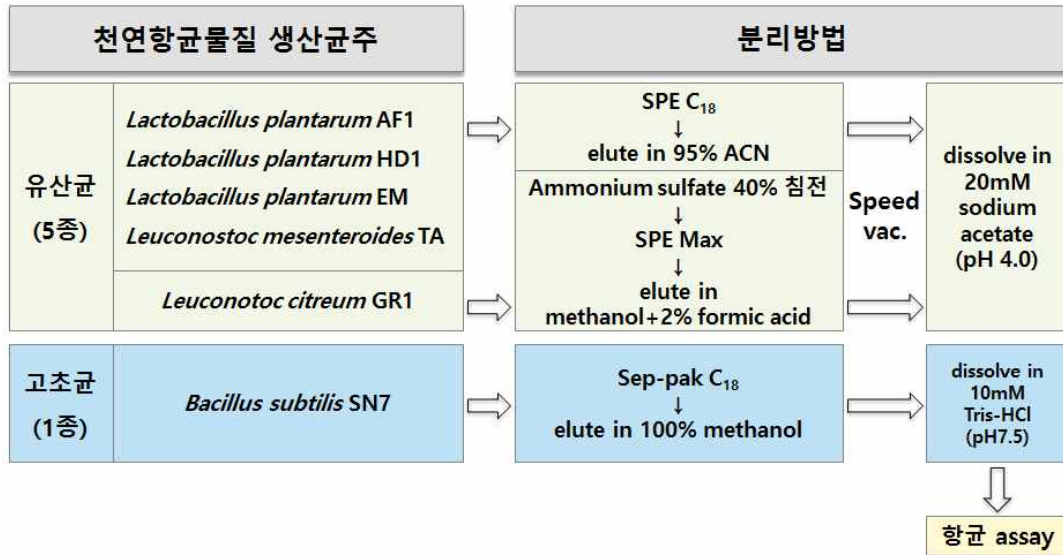 천연항균물질 생산균주
분리방법
유산균
(5종)
Lactobacillus plantarum AF1
Lactobacillus plantarum HD1
Lactobacillus plantarum EM
Leuconostoc mesenteroides TA
Leuconotoc citreum GR1
SPE C18
↓
elute in 95% ACN
Ammonium sulfate 40% 침전
↓
SPE Max
↓
elute in
methanol+2% formic acid
Speed
vac.
dissolve in
20mM
sodium
acetate
(pH 4.0)
고초균
(1종)
Bacillus subtilis SN7
Sep-pak C18
↓
elute in 100% methanol
dissolve in
10mM
Tris-HCl
(pH7.5)
항균 assay